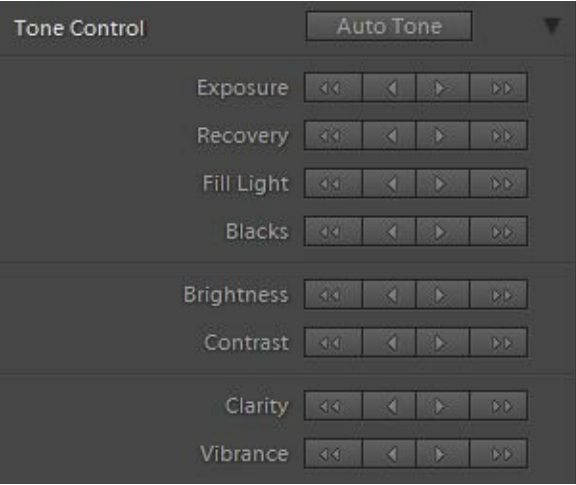 Tone Control Auto Tone
Exposure
Recovery
Fill Light
Blacks
Brightness
Contrast
Clarity
Vibrance